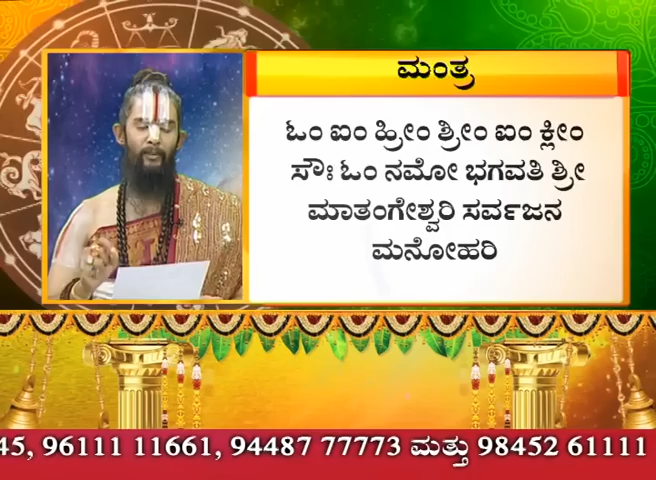 ಮಂತ್ರ
ಓಂ ಐಂ ಹ್ರೀಂ ಶ್ರೀಂ ಐಂ ಕ್ಲೀಂ
ಸೌಃ ಓಂ ನಮೋ ಭಗವತಿ ಶ್ರೀ
ಮಾತಂಗೇಶ್ವರಿ ಸರ್ವಜನ
ಮನೋಹರಿ
45, 96111 11661, 94487 77773 ಮತ್ತು 98452 61111